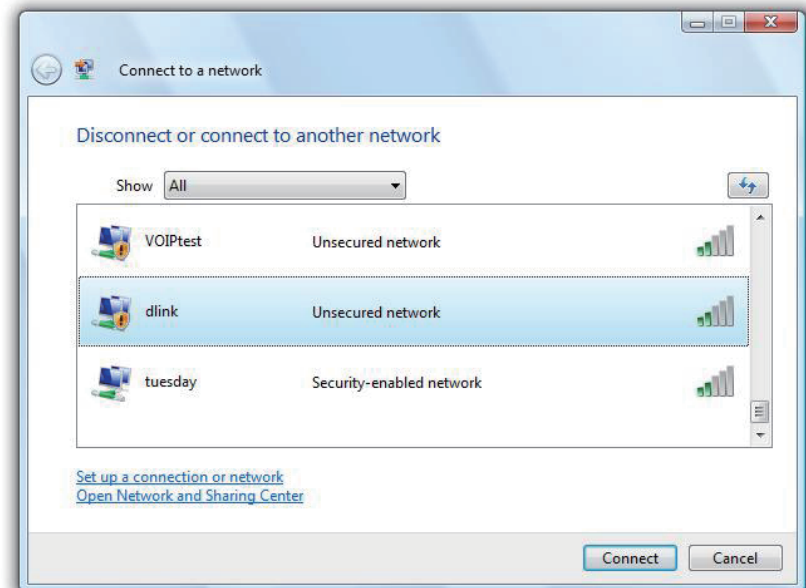 Connect to a network
Disconnect or connect to another network
Show All
VOIPtest Unsecured network
dlink Unsecured network
tuesday Security-enabled network
Set up a connection or network
Open Network and Sharing Center
Connect Cancel